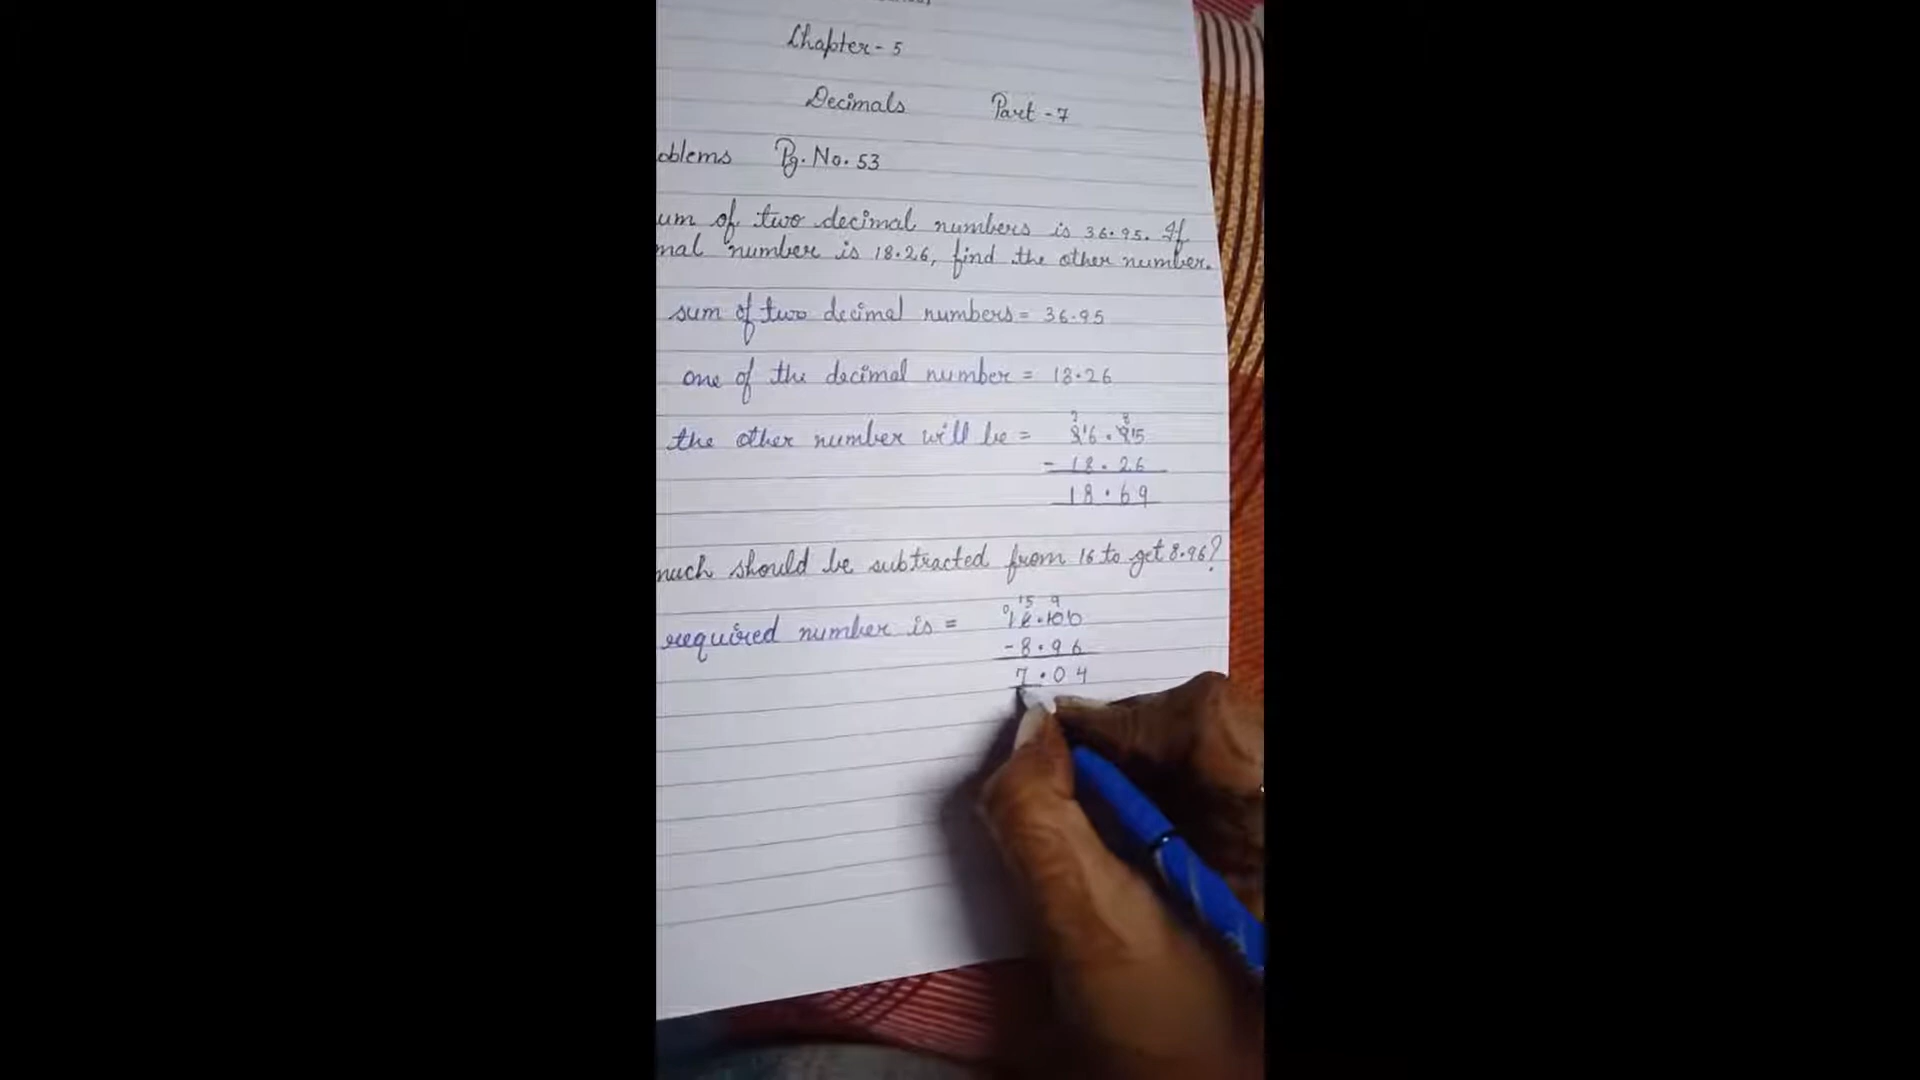 Chapter - 5
Decimals Part - 7
oblems Pg. No. 53
um of two decimal numbers is 36.95. If
mal number is 18.26, find the other number.
sum of two decimal numbers = 36.95
one of the decimal number = 18.26
the other number will be = 36.95
- 18.26
18.69
much should be subtracted from 16 to get 8.96?
required number is = 16.00
- 8.96
7.04